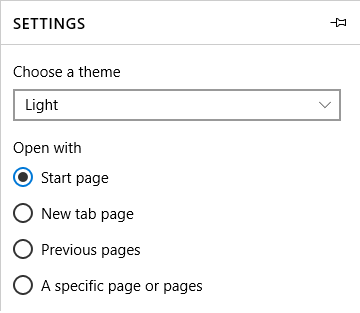 SETTINGS
Choose a theme
Light
Open with
Start page
New tab page
Previous pages
A specific page or pages